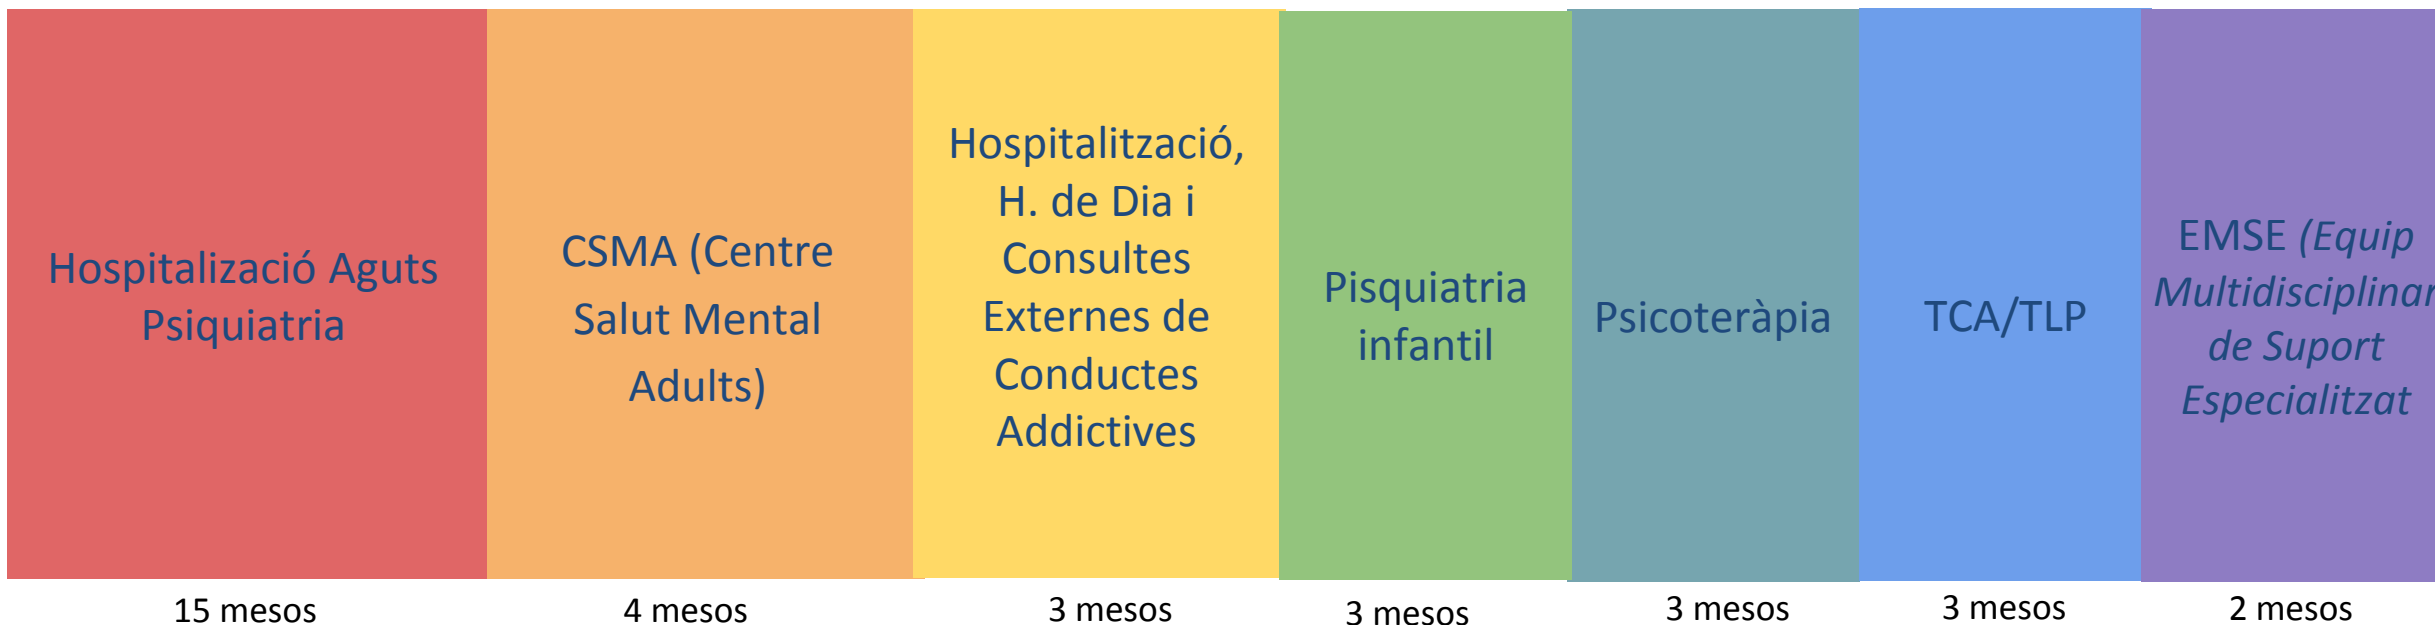 Hospitalizació Aguts
Psiquiatria
CSMA (Centre
Salut Mental
Adults)
Hospitalització,
H. de Dia i
Consultes
Externes de
Conductes
Addictives
Pisquiatria
infantil
Psicoteràpia
TCA/TLP
EMSE (Equip
Multidisciplinar
de Suport
Especialitzat
15 mesos
4 mesos
3 mesos
3 mesos
3 mesos
3 mesos
2 mesos